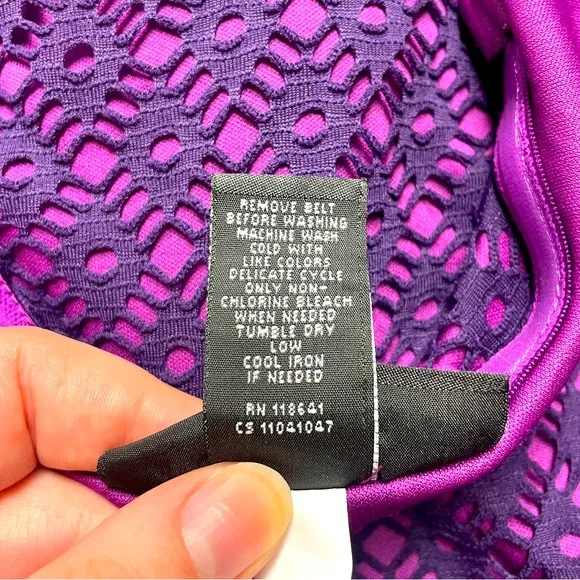 REMOVE BELT
BEFORE WASHING
MACHINE WASH
COLD WITH
LIKE COLORS
DELICATE CYCLE
ONLY NON-
CHLORINE BLEACH
WHEN NEEDED
TUMBLE DRY
LOW
COOL IRON
IF NEEDED
RN 118641
CS 11041047